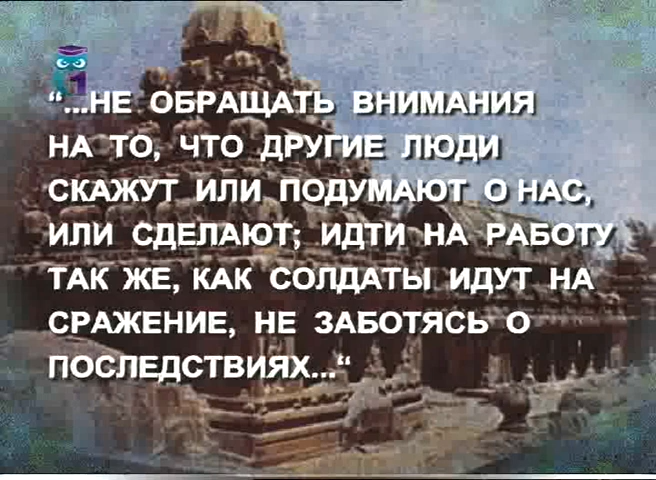 "...НЕ ОБРАЩАТЬ ВНИМАНИЯ
НА ТО, ЧТО ДРУГИЕ ЛЮДИ
СКАЖУТ ИЛИ ПОДУМАЮТ О НАС,
ИЛИ СДЕЛАЮТ; ИДТИ НА РАБОТУ
ТАК ЖЕ, КАК СОЛДАТЫ ИДУТ НА
СРАЖЕНИЕ, НЕ ЗАБОТЯСЬ О
ПОСЛЕДСТВИЯХ..."
1